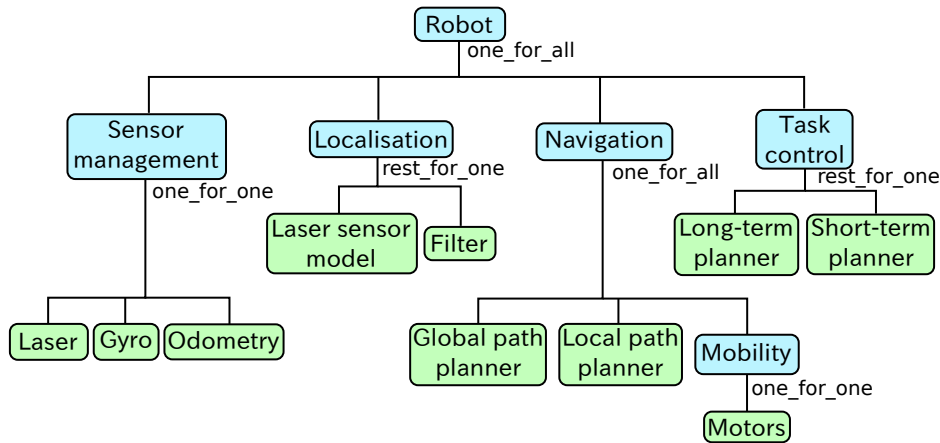 Robot
one_for_all
Sensor
management
one_for_one
Localisation
rest_for_one
Navigation
one_for_all
Task
control
rest_for_one
Laser sensor
model
Filter
Long-term
planner
Short-term
planner
Laser
Gyro
Odometry
Global path
planner
Local path
planner
Mobility
one_for_one
Motors